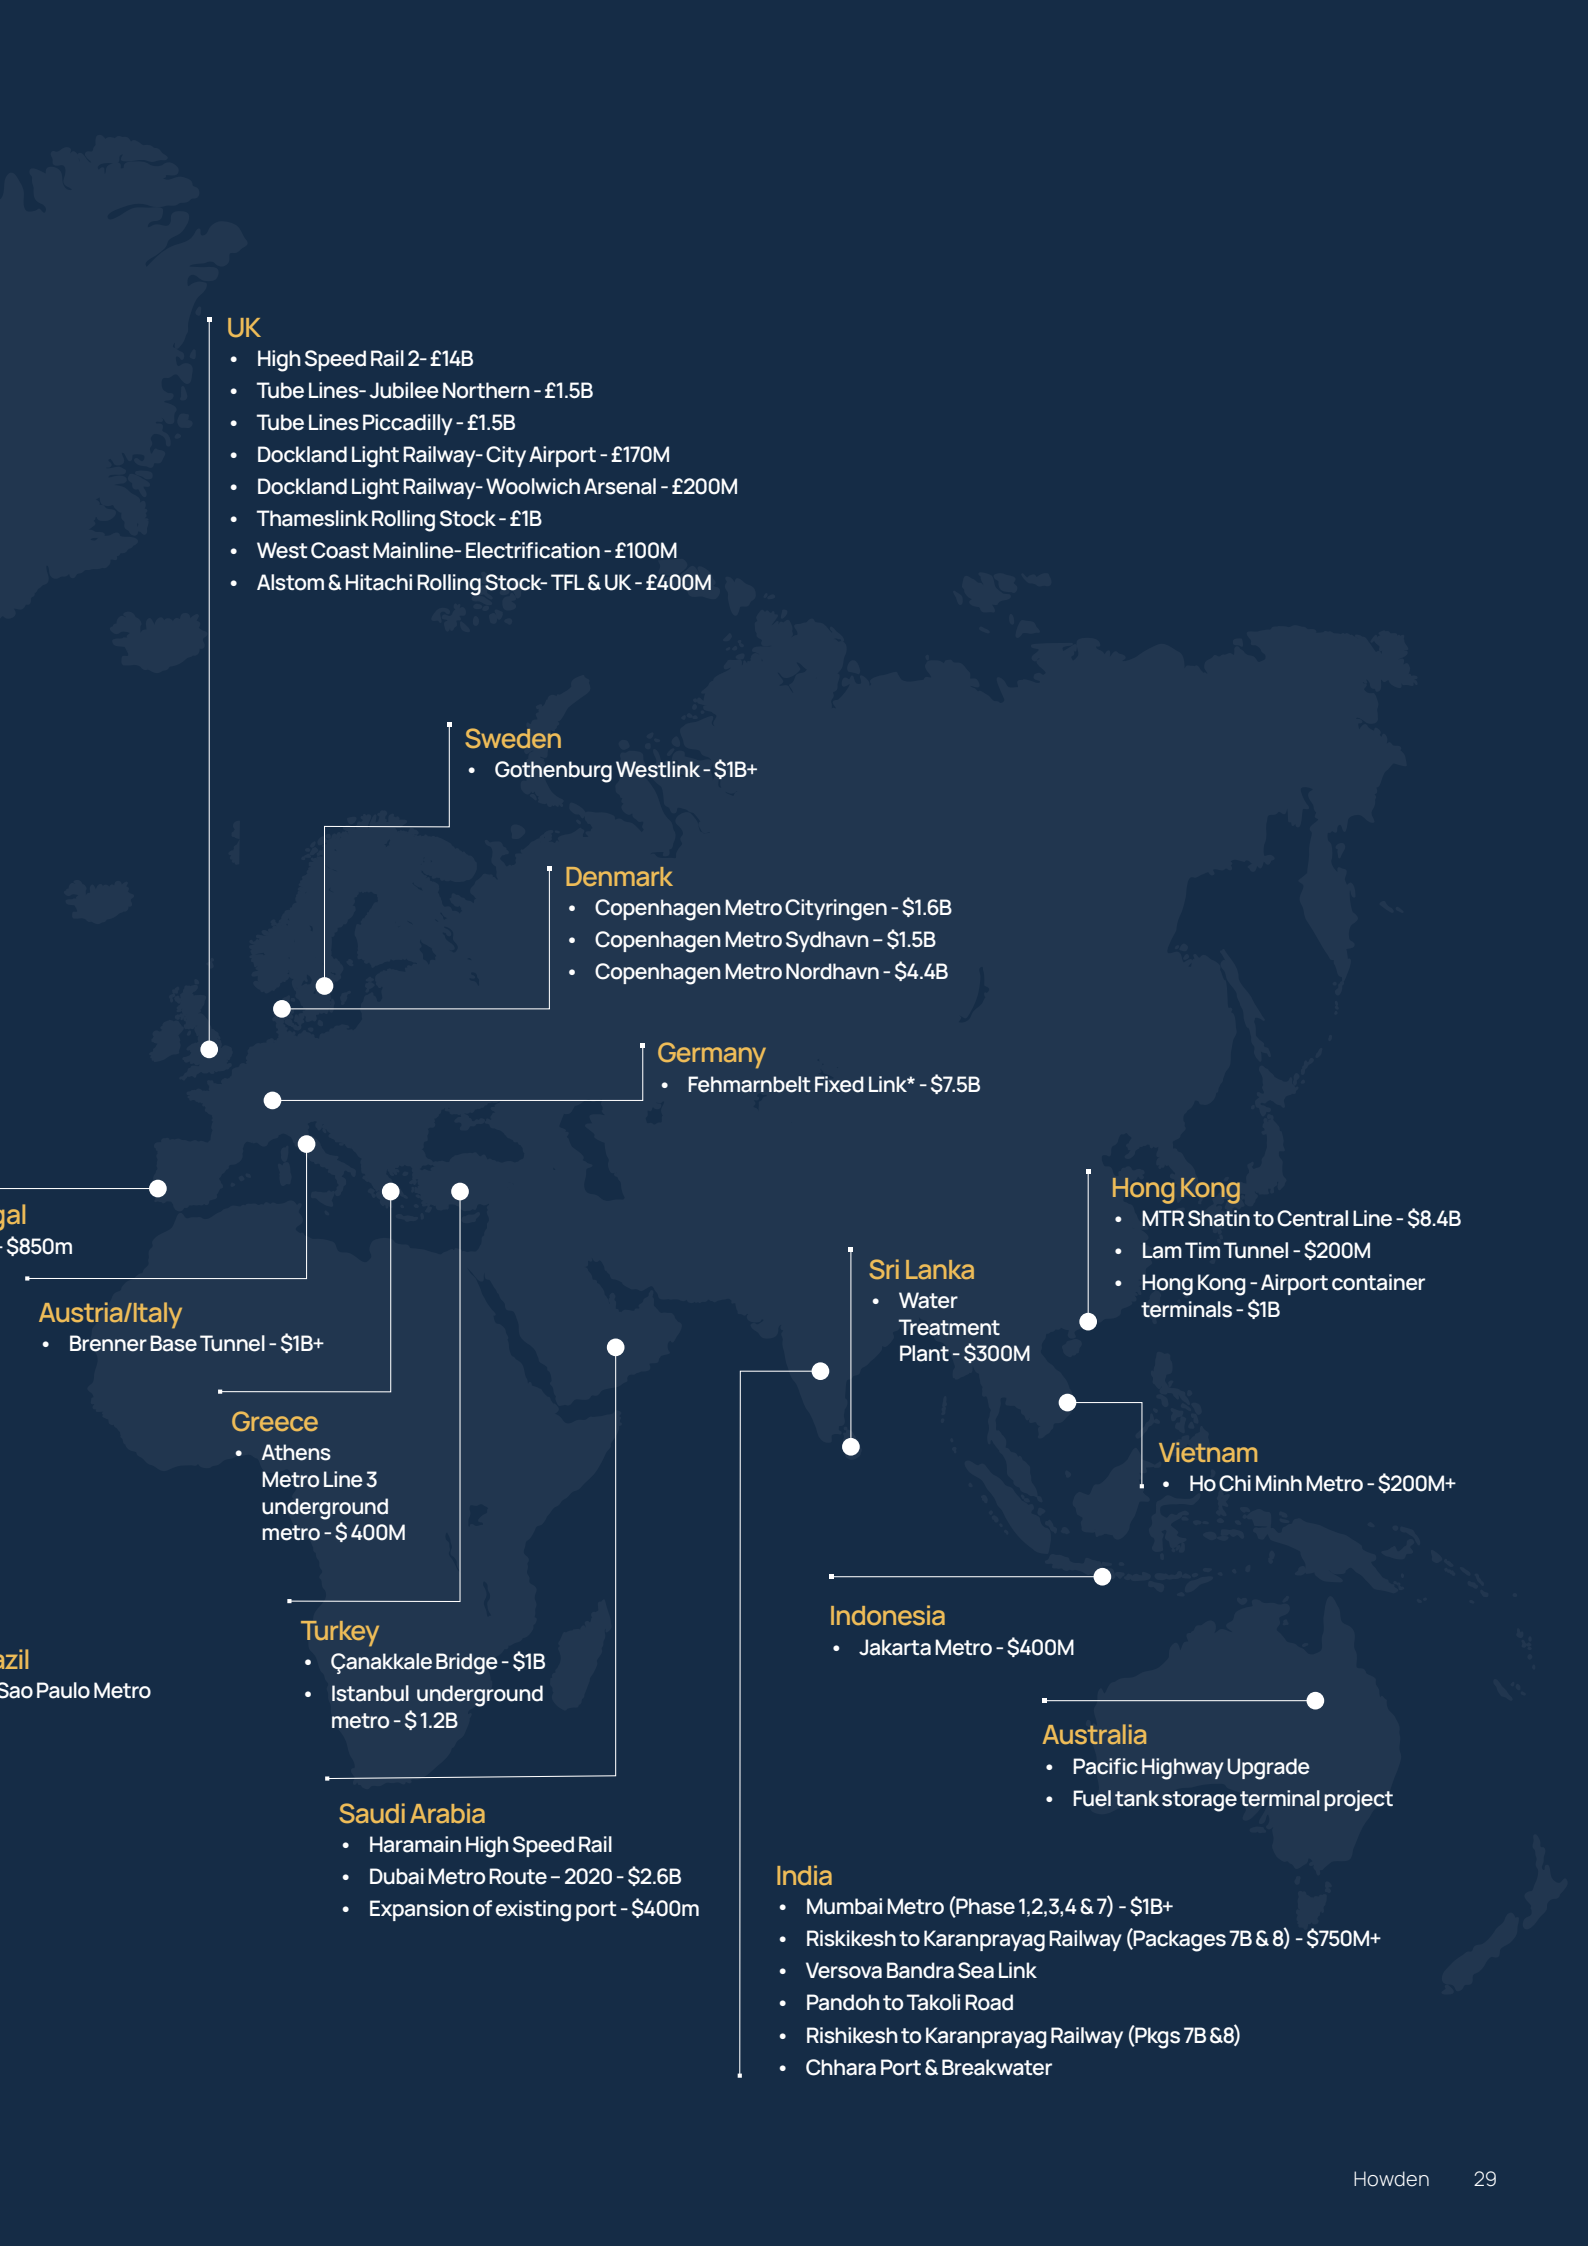 UK
• High Speed Rail 2- £14B
• Tube Lines- Jubilee Northern - £1.5B
• Tube Lines Piccadilly - £1.5B
• Dockland Light Railway- City Airport - £170M
• Dockland Light Railway- Woolwich Arsenal - £200M
• Thameslink Rolling Stock - £1B
• West Coast Mainline- Electrification - £100M
• Alstom & Hitachi Rolling Stock- TFL & UK - £400M
Sweden
• Gothenburg Westlink - $1B+
Denmark
• Copenhagen Metro Cityringen - $1.6B
• Copenhagen Metro Sydhavn – $1.5B
• Copenhagen Metro Nordhavn - $4.4B
Germany
• Fehmarnbelt Fixed Link* - $7.5B
gal
- $850m
Austria/Italy
• Brenner Base Tunnel - $1B+
Greece
• Athens
Metro Line 3
underground
metro - $ 400M
Hong Kong
• MTR Shatin to Central Line - $8.4B
• Lam Tim Tunnel - $200M
• Hong Kong - Airport container
terminals - $1B
Sri Lanka
• Water
Treatment
Plant - $300M
Vietnam
• Ho Chi Minh Metro - $200M+
Indonesia
• Jakarta Metro - $400M
azil
Sao Paulo Metro
Turkey
• Çanakkale Bridge - $1B
• Istanbul underground
metro - $ 1.2B
Australia
• Pacific Highway Upgrade
• Fuel tank storage terminal project
Saudi Arabia
• Haramain High Speed Rail
• Dubai Metro Route – 2020 - $2.6B
• Expansion of existing port - $400m
India
• Mumbai Metro (Phase 1,2,3,4 & 7) - $1B+
• Riskikesh to Karanprayag Railway (Packages 7B & 8) - $750M+
• Versova Bandra Sea Link
• Pandoh to Takoli Road
• Rishikesh to Karanprayag Railway (Pkgs 7B &8)
• Chhara Port & Breakwater
Howden 29